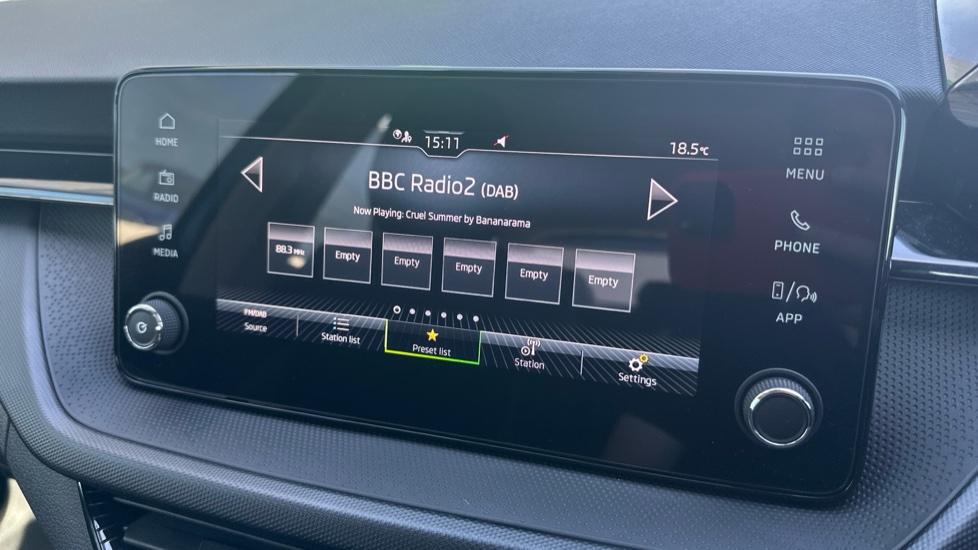 HOME
RADIO
MEDIA
15:11
18.5°C
BBC Radio2 (DAB)
Now Playing: Cruel Summer by Bananarama
88.3 MHz
Empty
Empty
Empty
Empty
Empty
FM/DAB
Source
Station list
Preset list
Station
Settings
MENU
PHONE
APP